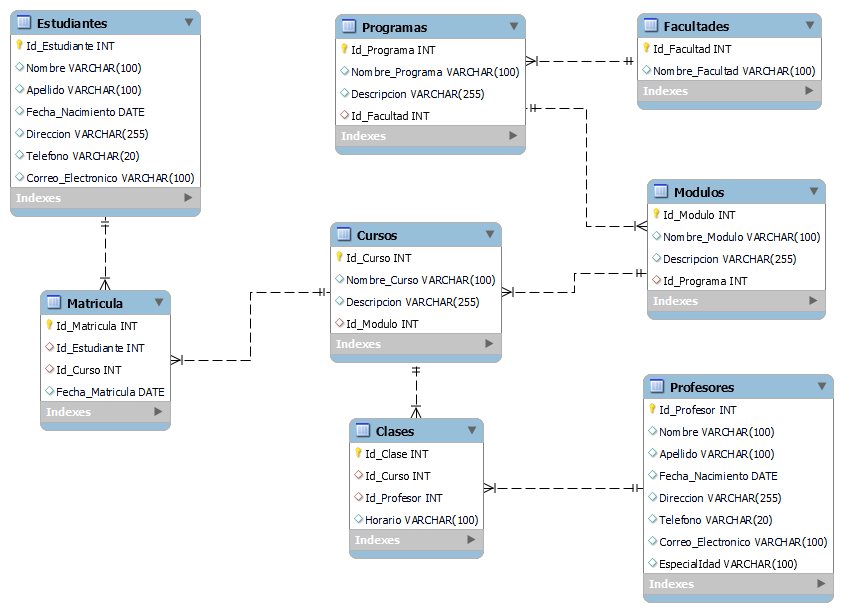 Estudiantes
Id_Estudiante INT
Nombre VARCHAR(100)
Apellido VARCHAR(100)
Fecha_Nacimiento DATE
Direccion VARCHAR(255)
Telefono VARCHAR(20)
Correo_Electronico VARCHAR(100)
Indexes
Programas
Id_Programa INT
Nombre_Programa VARCHAR(100)
Descripcion VARCHAR(255)
Id_Facultad INT
Indexes
Facultades
Id_Facultad INT
Nombre_Facultad VARCHAR(100)
Indexes
Modulos
Id_Modulo INT
Nombre_Modulo VARCHAR(100)
Descripcion VARCHAR(255)
Id_Programa INT
Indexes
Cursos
Id_Curso INT
Nombre_Curso VARCHAR(100)
Descripcion VARCHAR(255)
Id_Modulo INT
Indexes
Matricula
Id_Matricula INT
Id_Estudiante INT
Id_Curso INT
Fecha_Matricula DATE
Indexes
Clases
Id_Clase INT
Id_Curso INT
Id_Profesor INT
Horario VARCHAR(100)
Indexes
Profesores
Id_Profesor INT
Nombre VARCHAR(100)
Apellido VARCHAR(100)
Fecha_Nacimiento DATE
Direccion VARCHAR(255)
Telefono VARCHAR(20)
Correo_Electronico VARCHAR(100)
EspecialIdad VARCHAR(100)
Indexes